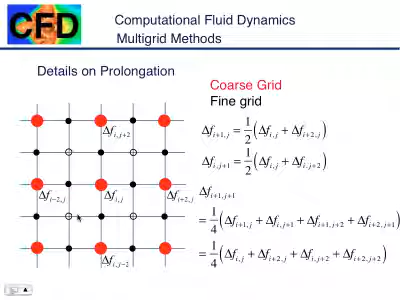 CFD
Computational Fluid Dynamics
Multigrid Methods
Details on Prolongation
Coarse Grid
Fine grid
Δf_{i,j+2}
Δf_{i-2,j} Δf_{i,j} Δf_{i+2,j}
Δf_{i,j-2}
Δf_{i+1,j} = 1/2 (Δf_{i,j} + Δf_{i+2,j})
Δf_{i,j+1} = 1/2 (Δf_{i,j} + Δf_{i,j+2})
Δf_{i+1,j+1}
= 1/4 (Δf_{i+1,j} + Δf_{i,j+1} + Δf_{i+1,j+2} + Δf_{i+2,j+1})
= 1/4 (Δf_{i,j} + Δf_{i+2,j} + Δf_{i,j+2} + Δf_{i+2,j+2})